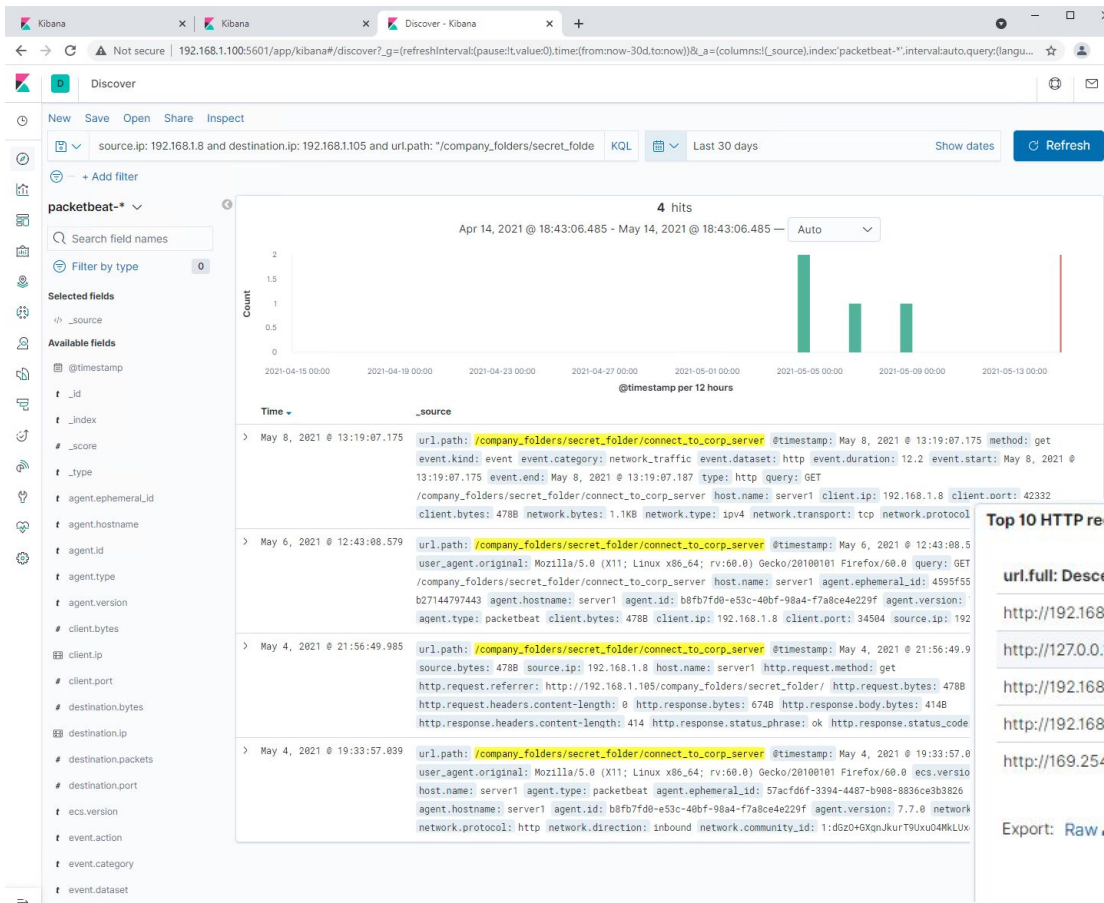 Kibana
Kibana
Discover - Kibana
Not secure | 192.168.1.100:5601/app/kibana#/discover?_g=(refreshInterval:(pause:!t,value:0),time:(from:now-30d,to:now))&_a=(columns:!(_source),index:'packetbeat-*',interval:auto,query:(langu...
D Discover
New Save Open Share Inspect
source.ip: 192.168.1.8 and destination.ip: 192.168.1.105 and url.path: "/company_folders/secret_folde KQL Last 30 days Show dates Refresh
+ Add filter
packetbeat-*
Search field names
Filter by type 0
Selected fields
_source
Available fields
@timestamp
t _id
t _index
# _score
t _type
t agent.ephemeral_id
t agent.hostname
t agent.id
t agent.type
t agent.version
# client.bytes
client.ip
# client.port
# destination.bytes
destination.ip
# destination.packets
# destination.port
t ecs.version
t event.action
t event.category
t event.dataset
4 hits
Apr 14, 2021 @ 18:43:06.485 - May 14, 2021 @ 18:43:06.485 — Auto
Count
2
1.5
1
0.5
0
2021-04-15 00:00 2021-04-19 00:00 2021-04-23 00:00 2021-04-27 00:00 2021-05-01 00:00 2021-05-05 00:00 2021-05-09 00:00 2021-05-13 00:00
@timestamp per 12 hours
Time _source
May 8, 2021 @ 13:19:07.175 url.path: /company_folders/secret_folder/connect_to_corp_server @timestamp: May 8, 2021 @ 13:19:07.175 method: get
event.kind: event event.category: network_traffic event.dataset: http event.duration: 12.2 event.start: May 8, 2021 @
13:19:07.175 event.end: May 8, 2021 @ 13:19:07.187 type: http query: GET
/company_folders/secret_folder/connect_to_corp_server host.name: server1 client.ip: 192.168.1.8 client.port: 42332
client.bytes: 478B network.bytes: 1.1KB network.type: ipv4 network.transport: tcp network.protocol
May 6, 2021 @ 12:43:08.579 url.path: /company_folders/secret_folder/connect_to_corp_server @timestamp: May 6, 2021 @ 12:43:08.5
user_agent.original: Mozilla/5.0 (X11; Linux x86_64; rv:60.0) Gecko/20100101 Firefox/60.0 query: GET
/company_folders/secret_folder/connect_to_corp_server host.name: server1 agent.ephemeral_id: 4595f55
b27144797443 agent.hostname: server1 agent.id: b8fb7fd0-e53c-40bf-98a4-f7a8ce4e229f agent.version:
agent.type: packetbeat client.bytes: 478B client.ip: 192.168.1.8 client.port: 34504 source.ip: 192
May 4, 2021 @ 21:56:49.985 url.path: /company_folders/secret_folder/connect_to_corp_server @timestamp: May 4, 2021 @ 21:56:49.9
source.bytes: 478B source.ip: 192.168.1.8 host.name: server1 http.request.method: get
http.request.referrer: http://192.168.1.105/company_folders/secret_folder/ http.request.bytes: 478B
http.request.headers.content-length: 0 http.response.bytes: 674B http.response.body.bytes: 414B
http.response.headers.content-length: 414 http.response.status_phrase: ok http.response.status_code
May 4, 2021 @ 19:33:57.039 url.path: /company_folders/secret_folder/connect_to_corp_server @timestamp: May 4, 2021 @ 19:33:57.0
user_agent.original: Mozilla/5.0 (X11; Linux x86_64; rv:60.0) Gecko/20100101 Firefox/60.0 ecs.versio
host.name: server1 agent.type: packetbeat agent.ephemeral_id: 57acfd6f-3394-4487-b908-8836ce3b3826
agent.hostname: server1 agent.id: b8fb7fd0-e53c-40bf-98a4-f7a8ce4e229f agent.version: 7.7.0 network
network.protocol: http network.direction: inbound network.community_id: 1:dGzO+GXqnJkurT9UxuO4MkLUx
Top 10 HTTP re
url.full: Desce
http://192.168
http://127.0.0.
http://192.168
http://192.168
http://169.254
Export: Raw